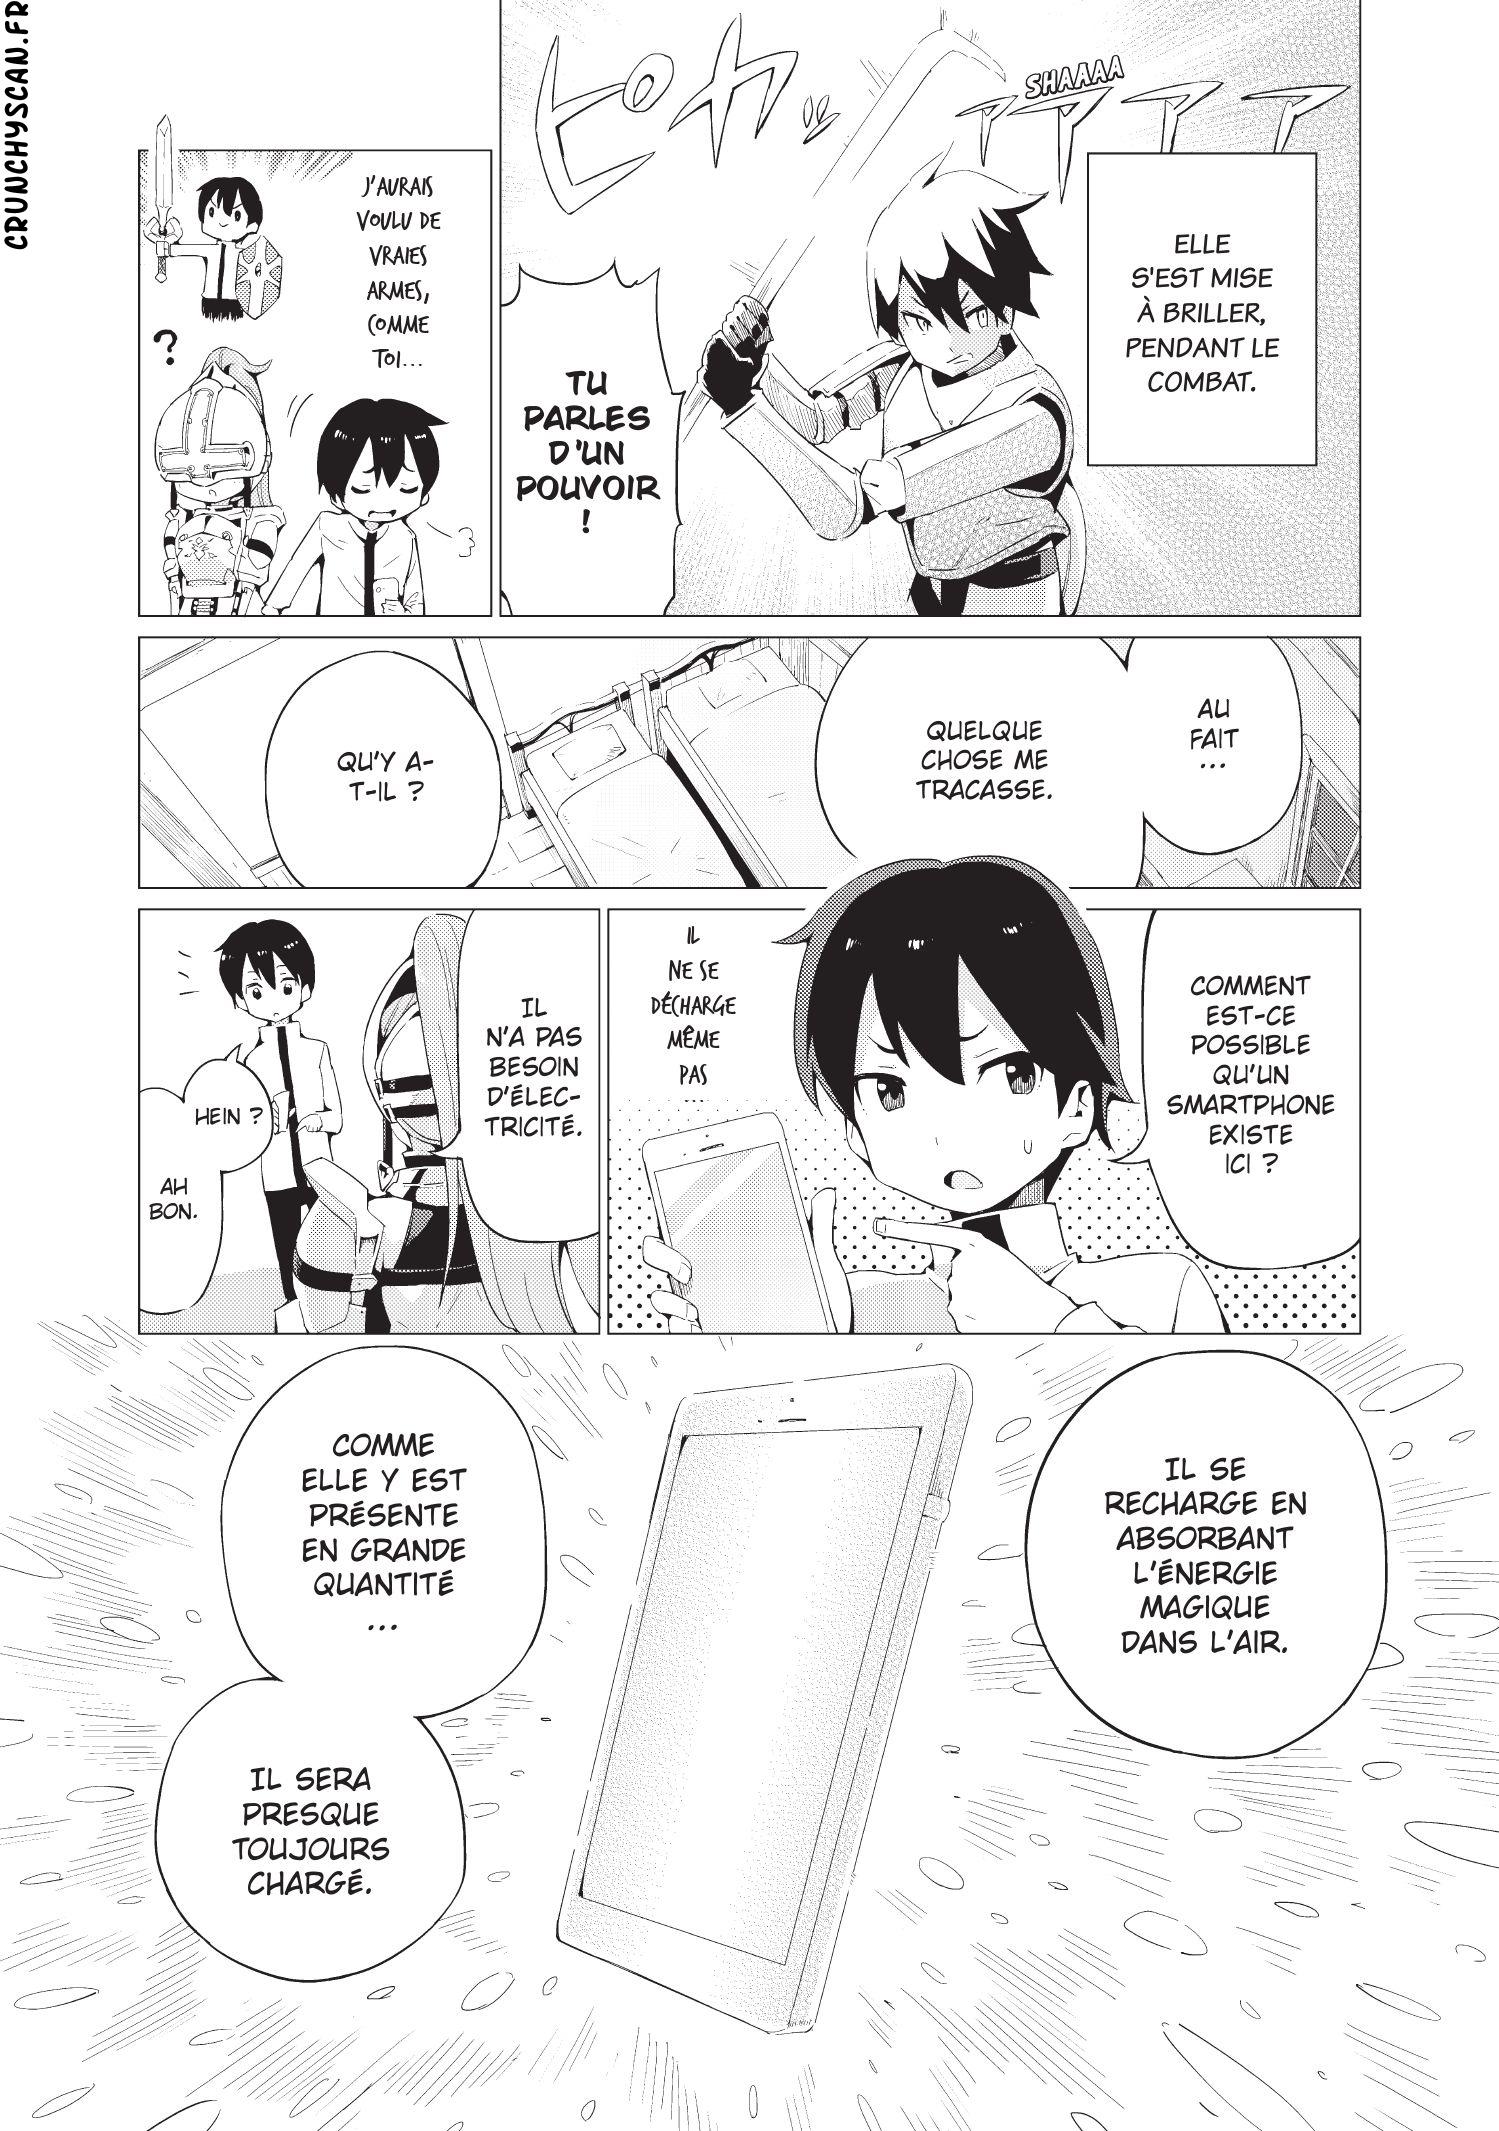 CRUNCHYSCAN.FR
ピカッ
SHAAAA
アアアア
ELLE
S'EST MISE
À BRILLER,
PENDANT LE
COMBAT.
TU
PARLES
D'UN
POUVOIR
!
J'AURAIS
VOULU DE
VRAIES
ARMES,
COMME
TOI...
?
AU
FAIT
...
QUELQUE
CHOSE ME
TRACASSE.
QU'Y A-
T-IL ?
COMMENT
EST-CE
POSSIBLE
QU'UN
SMARTPHONE
EXISTE
ICI ?
IL
NE SE
DÉCHARGE
MÊME
PAS
...
IL
N'A PAS
BESOIN
D'ÉLEC-
TRICITÉ.
HEIN ?
AH
BON.
IL SE
RECHARGE EN
ABSORBANT
L'ÉNERGIE
MAGIQUE
DANS L'AIR.
COMME
ELLE Y EST
PRÉSENTE
EN GRANDE
QUANTITÉ
...
IL SERA
PRESQUE
TOUJOURS
CHARGÉ.